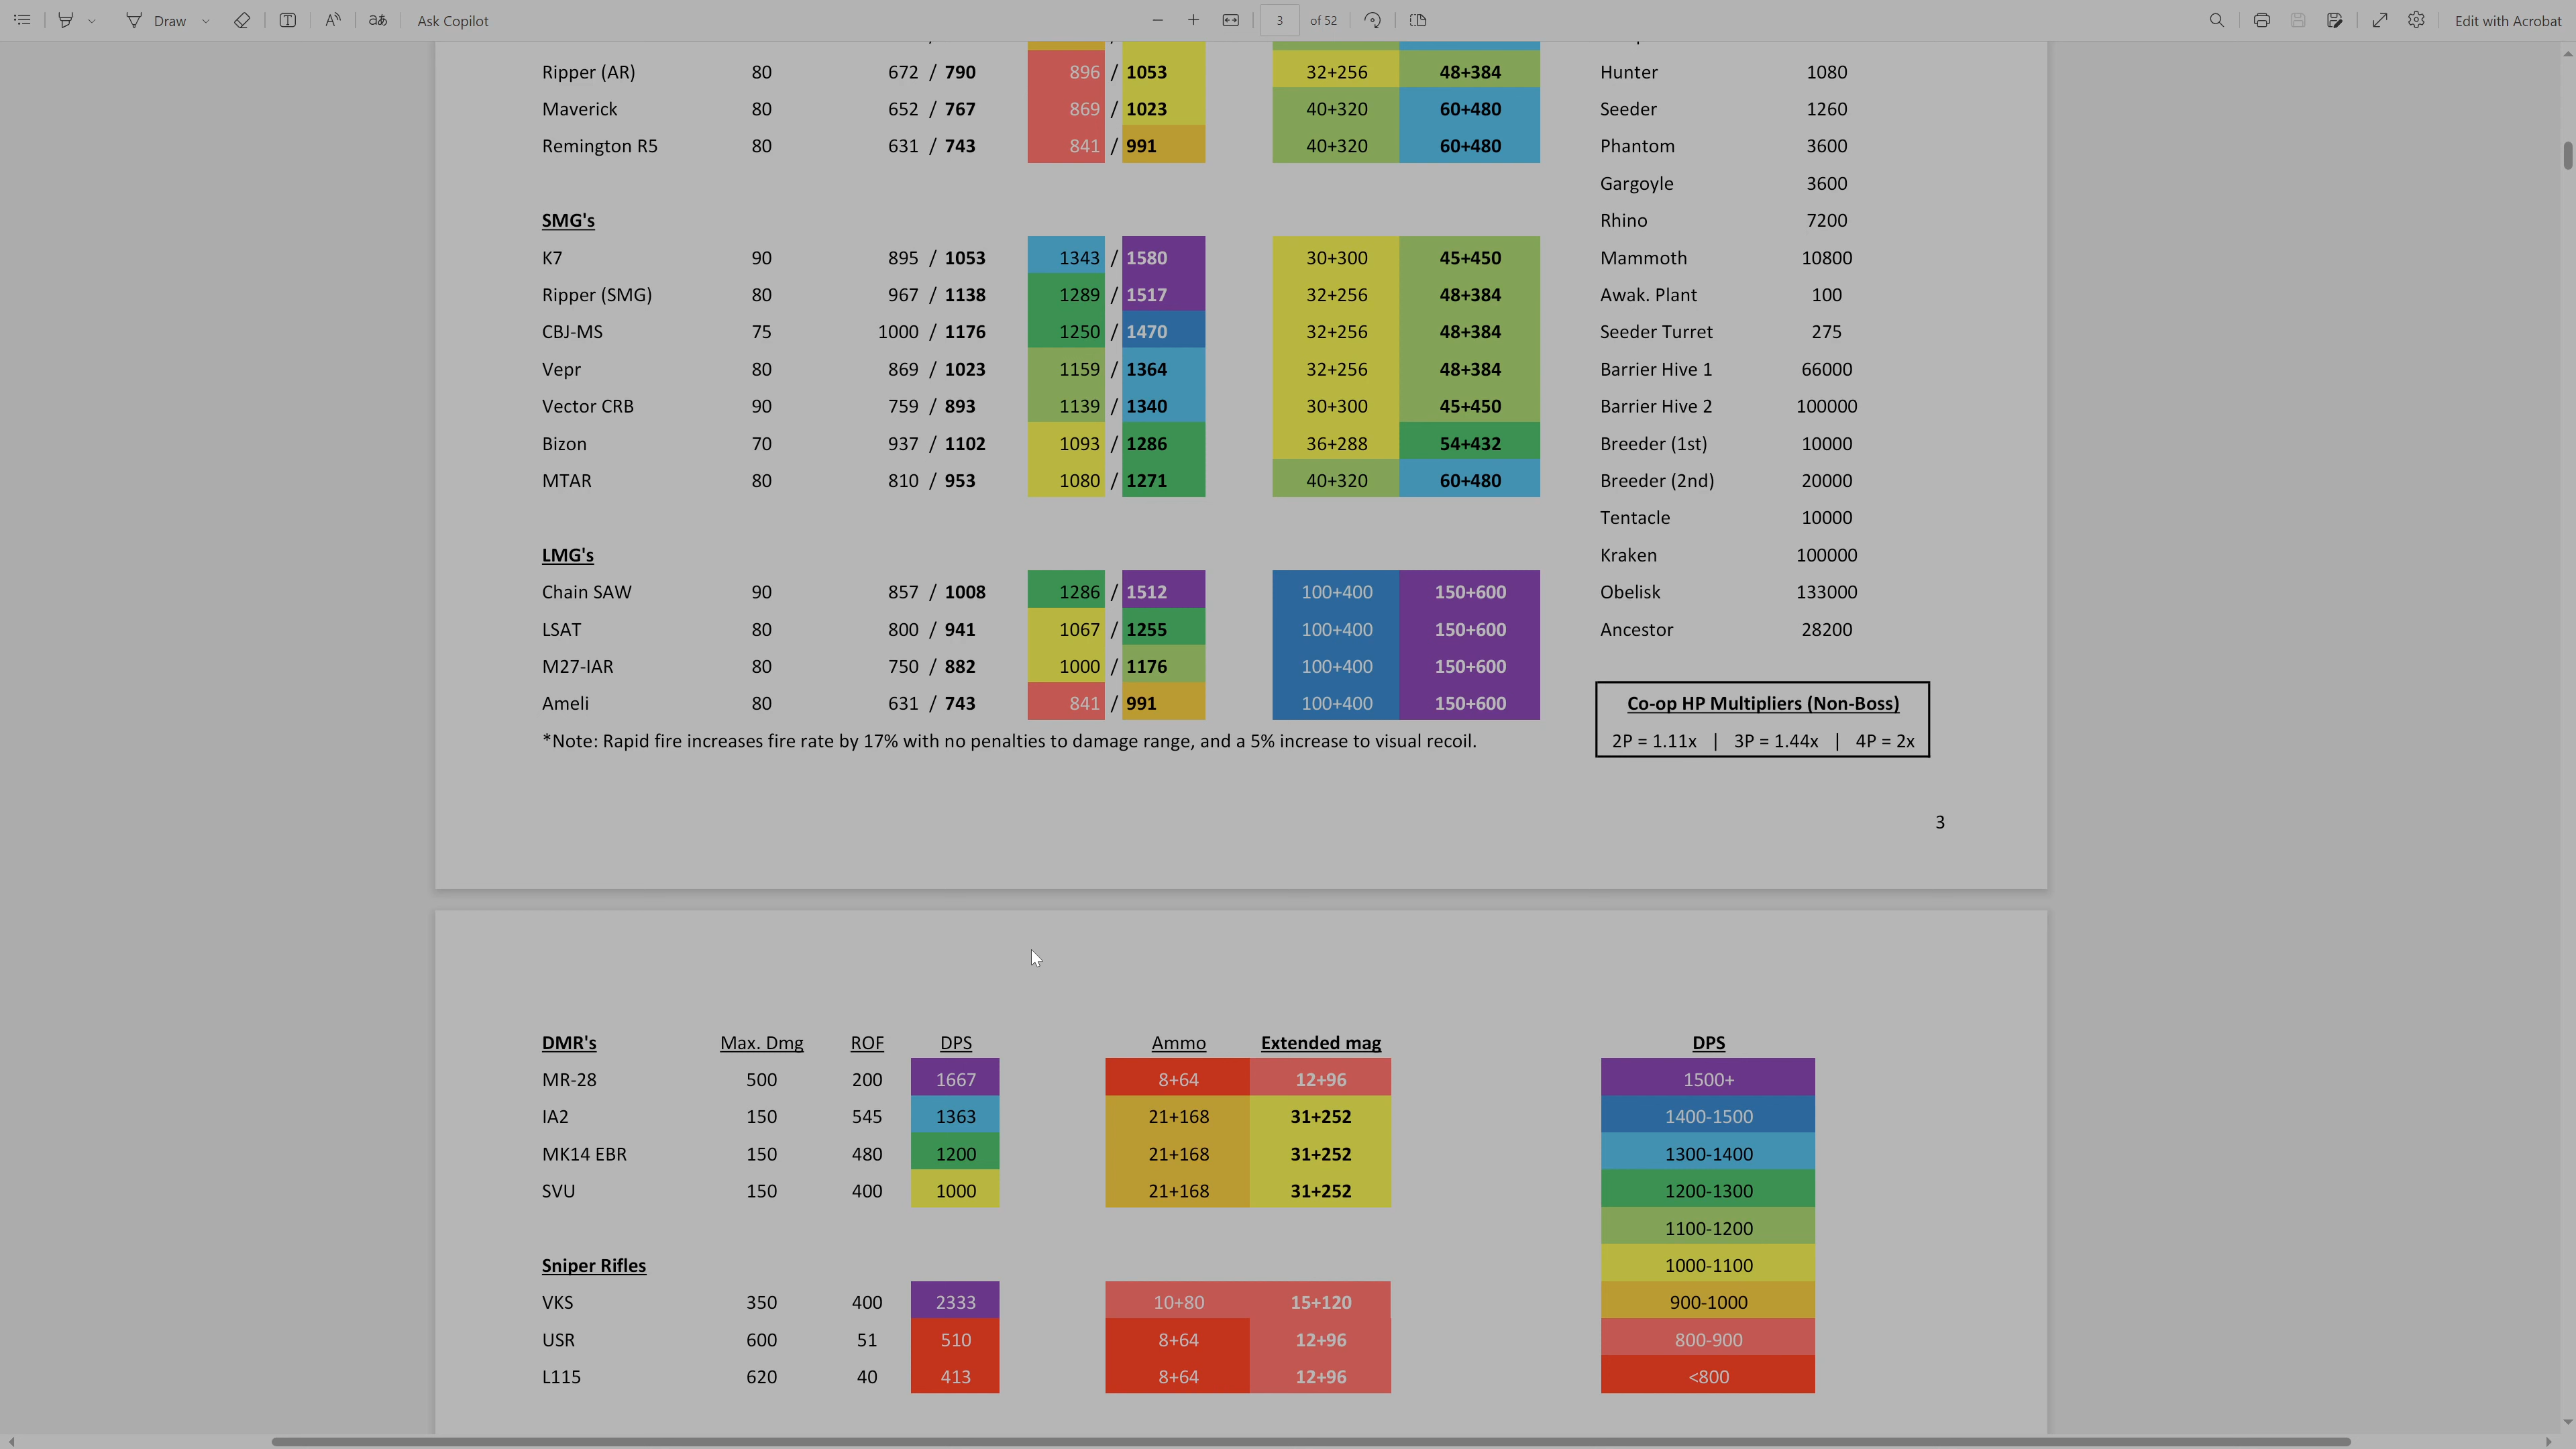 Draw Ask Copilot 3 of 52 Edit with Acrobat
Ripper (AR) 80 672 / 790 896 / 1053 32+256 48+384 Hunter 1080
Maverick 80 652 / 767 869 / 1023 40+320 60+480 Seeder 1260
Remington R5 80 631 / 743 841 / 991 40+320 60+480 Phantom 3600
Gargoyle 3600
SMG's Rhino 7200
K7 90 895 / 1053 1343 / 1580 30+300 45+450 Mammoth 10800
Ripper (SMG) 80 967 / 1138 1289 / 1517 32+256 48+384 Awak. Plant 100
CBJ-MS 75 1000 / 1176 1250 / 1470 32+256 48+384 Seeder Turret 275
Vepr 80 869 / 1023 1159 / 1364 32+256 48+384 Barrier Hive 1 66000
Vector CRB 90 759 / 893 1139 / 1340 30+300 45+450 Barrier Hive 2 100000
Bizon 70 937 / 1102 1093 / 1286 36+288 54+432 Breeder (1st) 10000
MTAR 80 810 / 953 1080 / 1271 40+320 60+480 Breeder (2nd) 20000
Tentacle 10000
LMG's Kraken 100000
Chain SAW 90 857 / 1008 1286 / 1512 100+400 150+600 Obelisk 133000
LSAT 80 800 / 941 1067 / 1255 100+400 150+600 Ancestor 28200
M27-IAR 80 750 / 882 1000 / 1176 100+400 150+600
Ameli 80 631 / 743 841 / 991 100+400 150+600 Co-op HP Multipliers (Non-Boss)
*Note: Rapid fire increases fire rate by 17% with no penalties to damage range, and a 5% increase to visual recoil. 2P = 1.11x | 3P = 1.44x | 4P = 2x
3
DMR's Max. Dmg ROF DPS Ammo Extended mag DPS
MR-28 500 200 1667 8+64 12+96 1500+
IA2 150 545 1363 21+168 31+252 1400-1500
MK14 EBR 150 480 1200 21+168 31+252 1300-1400
SVU 150 400 1000 21+168 31+252 1200-1300
1100-1200
Sniper Rifles 1000-1100
VKS 350 400 2333 10+80 15+120 900-1000
USR 600 51 510 8+64 12+96 800-900
L115 620 40 413 8+64 12+96 <800